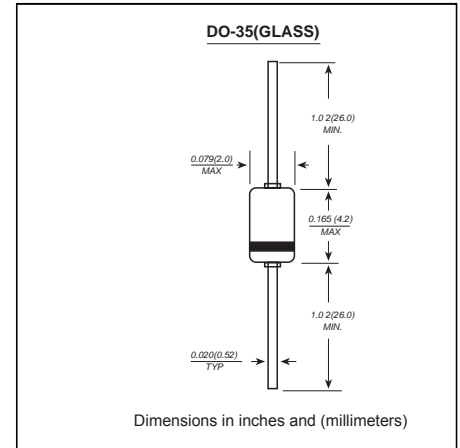 DO-35(GLASS)
1.0 2(26.0)
MIN.
0.079(2.0)
MAX
0.165 (4.2)
MAX
1.0 2(26.0)
MIN.
0.020(0.52)
TYP
Dimensions in inches and (millimeters)